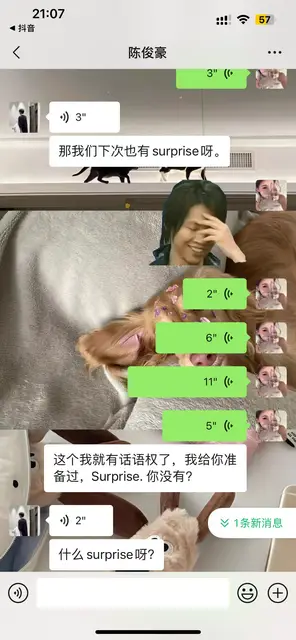 21:07
57
抖音
陈俊豪
3"
3"
那我们下次也有 surprise 呀。
2"
6"
11"
5"
这个我就有话语权了，我给你准
备过，Surprise. 你没有?
2"
1条新消息
什么 surprise 呀?